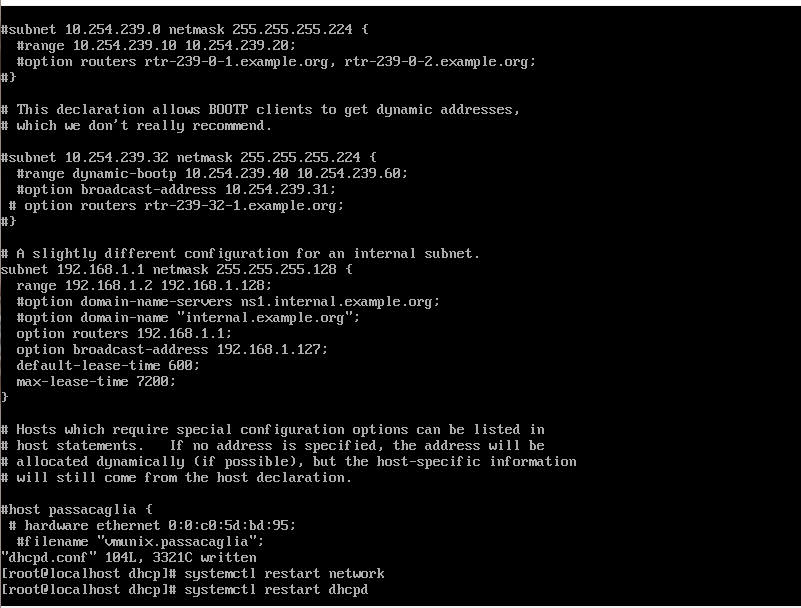 #subnet 10.254.239.0 netmask 255.255.255.224 {
  #range 10.254.239.10 10.254.239.20;
  #option routers rtr-239-0-1.example.org, rtr-239-0-2.example.org;
#}

# This declaration allows BOOTP clients to get dynamic addresses,
# which we don't really recommend.

#subnet 10.254.239.32 netmask 255.255.255.224 {
  #range dynamic-bootp 10.254.239.40 10.254.239.60;
  #option broadcast-address 10.254.239.31;
 # option routers rtr-239-32-1.example.org;
#}

# A slightly different configuration for an internal subnet.
subnet 192.168.1.1 netmask 255.255.255.128 {
  range 192.168.1.2 192.168.1.128;
  #option domain-name-servers ns1.internal.example.org;
  #option domain-name "internal.example.org";
  option routers 192.168.1.1;
  option broadcast-address 192.168.1.127;
  default-lease-time 600;
  max-lease-time 7200;
}

# Hosts which require special configuration options can be listed in
# host statements.   If no address is specified, the address will be
# allocated dynamically (if possible), but the host-specific information
# will still come from the host declaration.

#host passacaglia {
 # hardware ethernet 0:0:c0:5d:bd:95;
  #filename "vmunix.passacaglia";
"dhcpd.conf" 104L, 3321C written
[root@localhost dhcp]# systemctl restart network
[root@localhost dhcp]# systemctl restart dhcpd